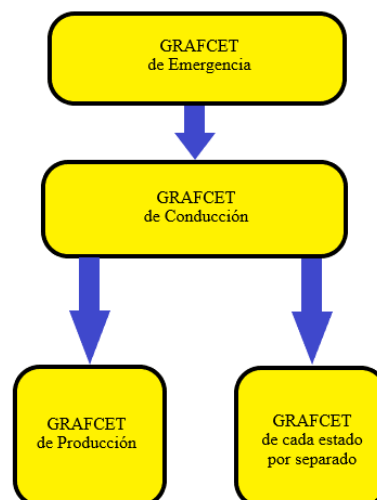 GRAFCET
de Emergencia
GRAFCET
de Conducción
GRAFCET
de Producción
GRAFCET
de cada estado
por separado